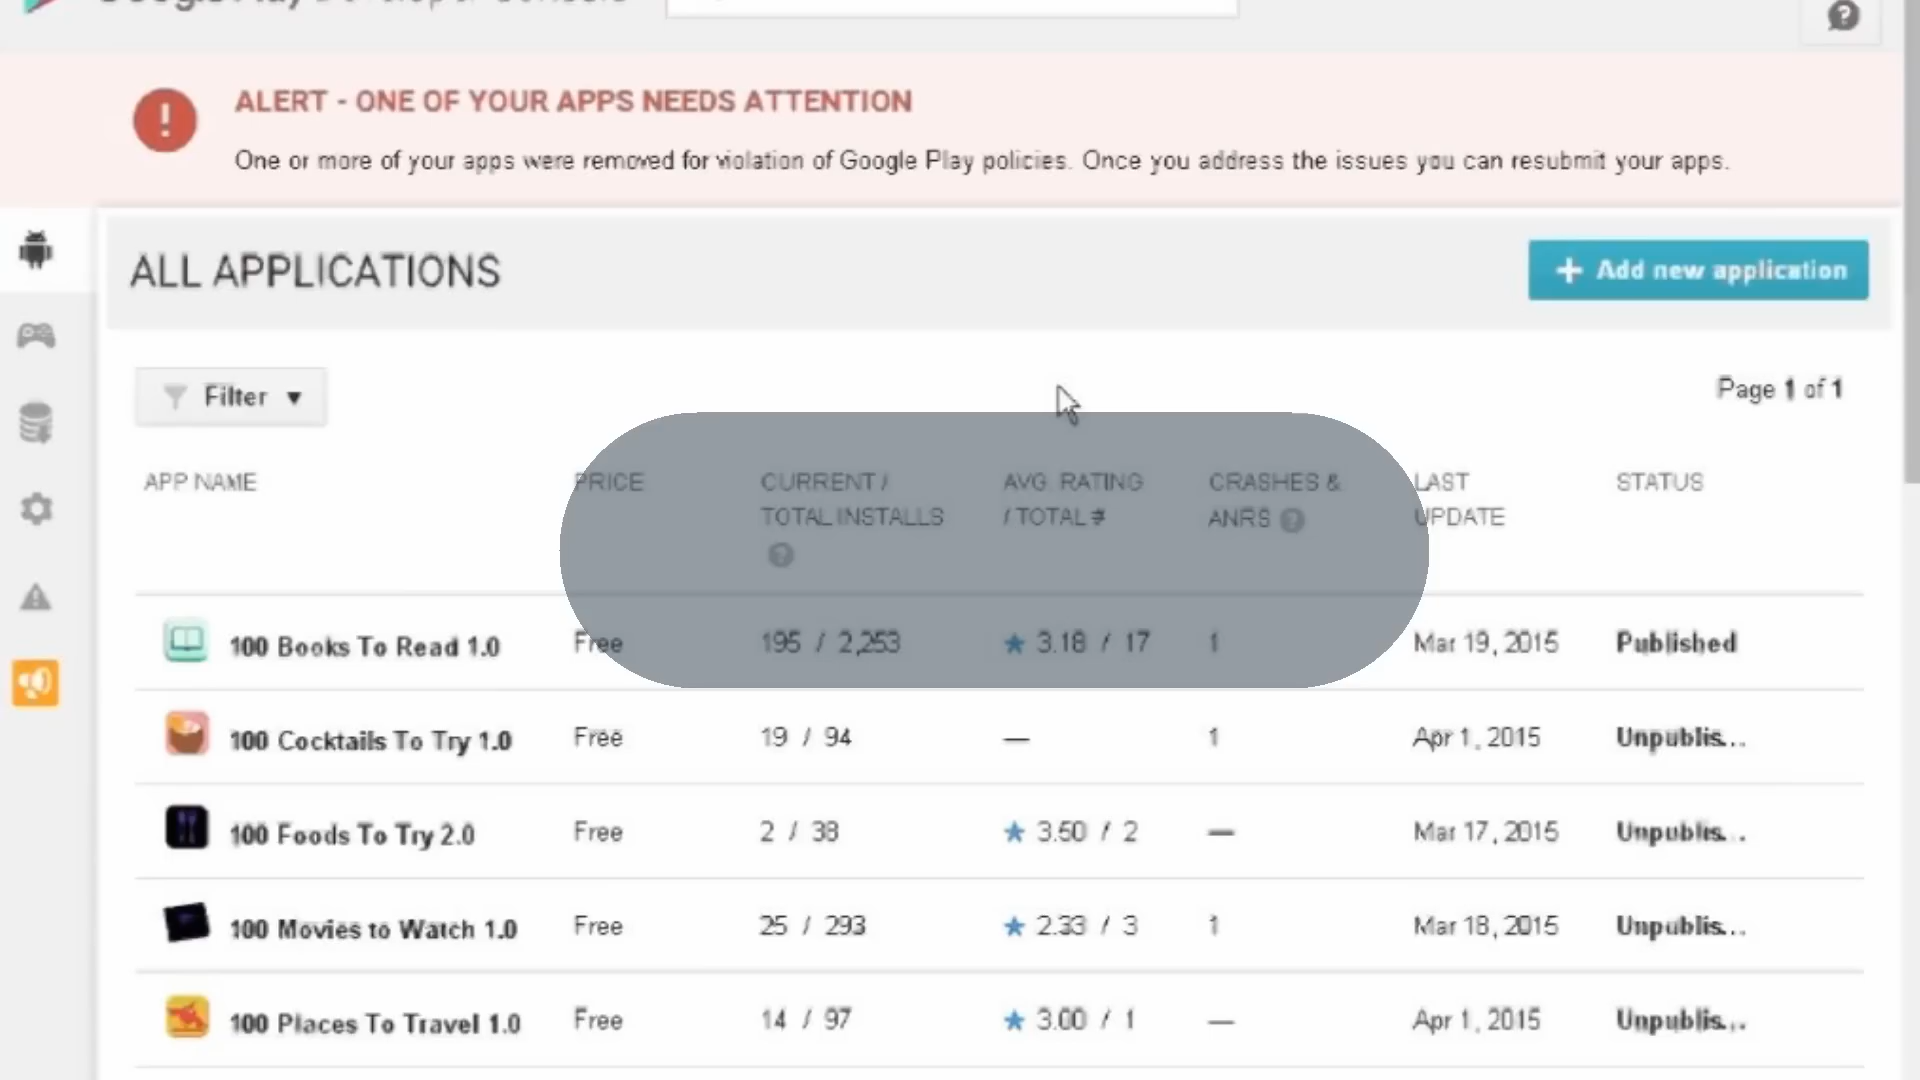 Google Play Developer Console
ALERT - ONE OF YOUR APPS NEEDS ATTENTION
One or more of your apps were removed for violation of Google Play policies. Once you address the issues you can resubmit your apps.
ALL APPLICATIONS
+ Add new application
Filter ▼
Page 1 of 1
APP NAME PRICE CURRENT / TOTAL INSTALLS ? AVG. RATING / TOTAL # CRASHES & ANRS ? LAST UPDATE STATUS
100 Books To Read 1.0 Free 195 / 2,253 ★ 3.18 / 17 1 Mar 19, 2015 Published
100 Cocktails To Try 1.0 Free 19 / 94 — 1 Apr 1, 2015 Unpublis...
100 Foods To Try 2.0 Free 2 / 38 ★ 3.50 / 2 — Mar 17, 2015 Unpublis...
100 Movies to Watch 1.0 Free 25 / 293 ★ 2.33 / 3 1 Mar 18, 2015 Unpublis...
100 Places To Travel 1.0 Free 14 / 97 ★ 3.00 / 1 — Apr 1, 2015 Unpublis...